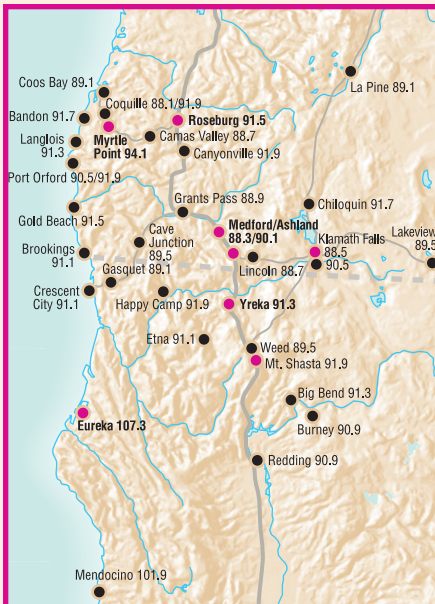 Coos Bay 89.1
La Pine 89.1
Coquille 88.1/91.9
Bandon 91.7
Roseburg 91.5
Langlois
91.3
Myrtle
Point 94.1
Camas Valley 88.7
Canyonville 91.9
Port Orford 90.5/91.9
Grants Pass 88.9
Chiloquin 91.7
Gold Beach 91.5
Medford/Ashland
88.3/90.1
Cave
Junction
89.5
Klamath Falls
88.5
90.5
Lakeview
89.5
Brookings
91.1
Lincoln 88.7
Gasquet 89.1
Crescent
City 91.1
Happy Camp 91.9
Yreka 91.3
Etna 91.1
Weed 89.5
Mt. Shasta 91.9
Big Bend 91.3
Burney 90.9
Eureka 107.3
Redding 90.9
Mendocino 101.9